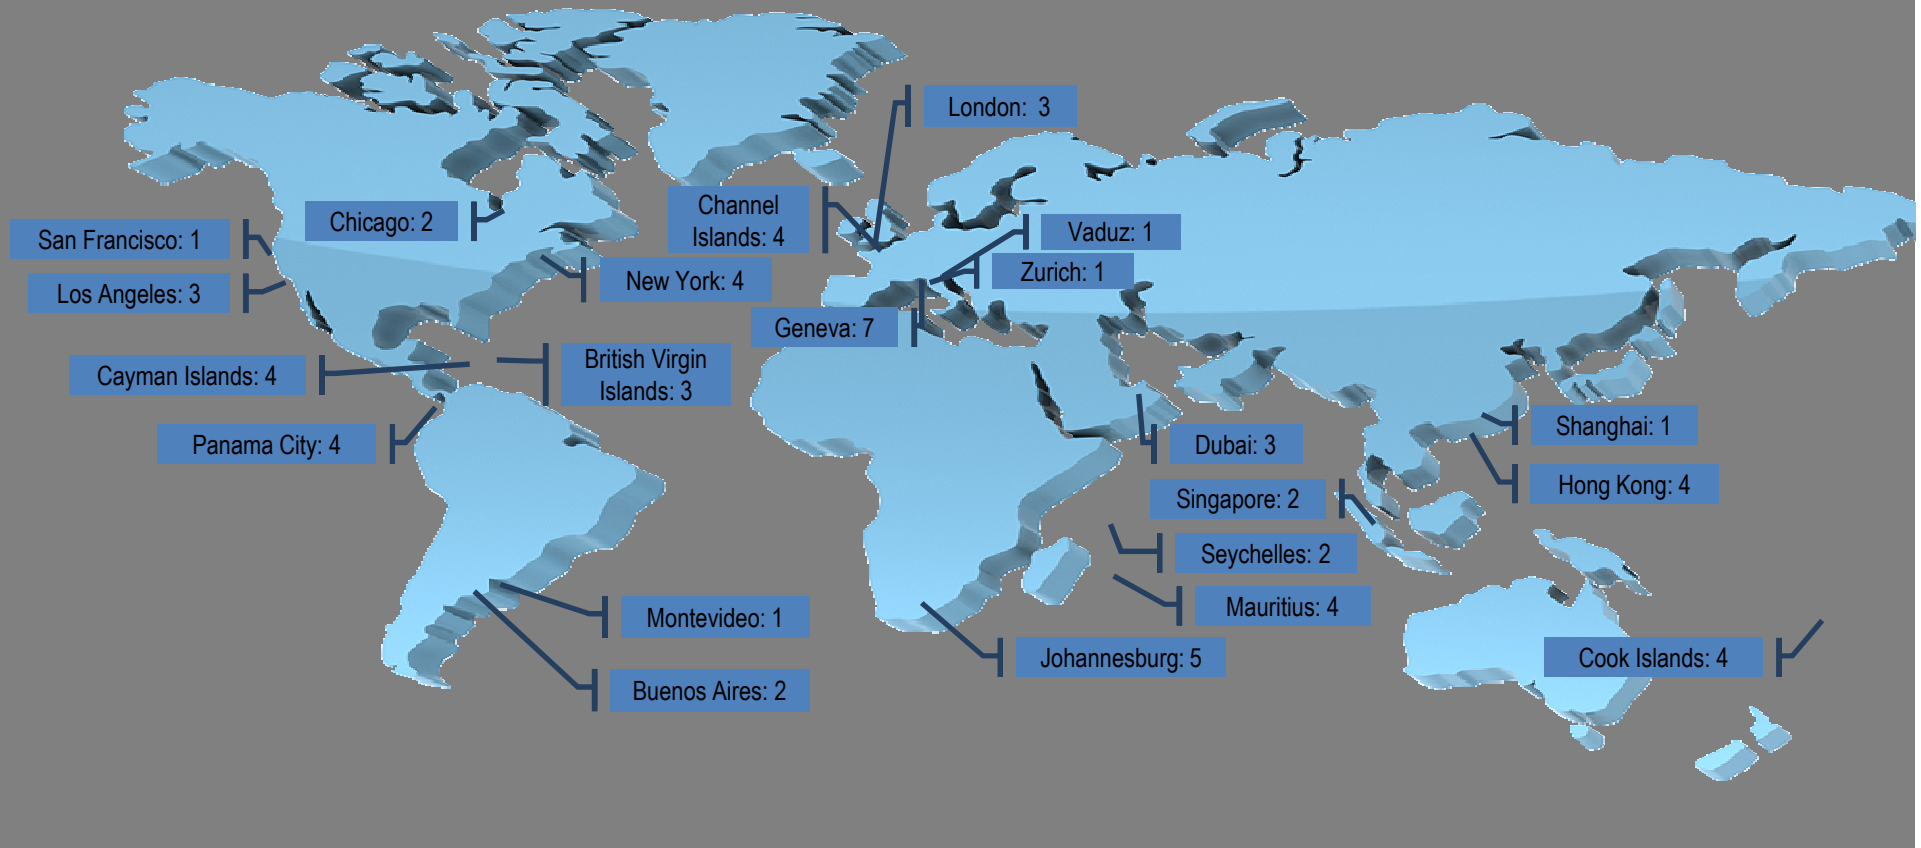 London:  3
Channel
Islands: 4
Chicago: 2
San Francisco: 1
Vaduz: 1
Zurich: 1
New York: 4
Los Angeles: 3
Geneva: 7
British Virgin
Islands: 3
Cayman Islands: 4
Panama City: 4
Shanghai: 1
Dubai: 3
Hong Kong: 4
Singapore: 2
Seychelles: 2
Mauritius: 4
Montevideo: 1
Johannesburg: 5
Cook Islands: 4
Buenos Aires: 2